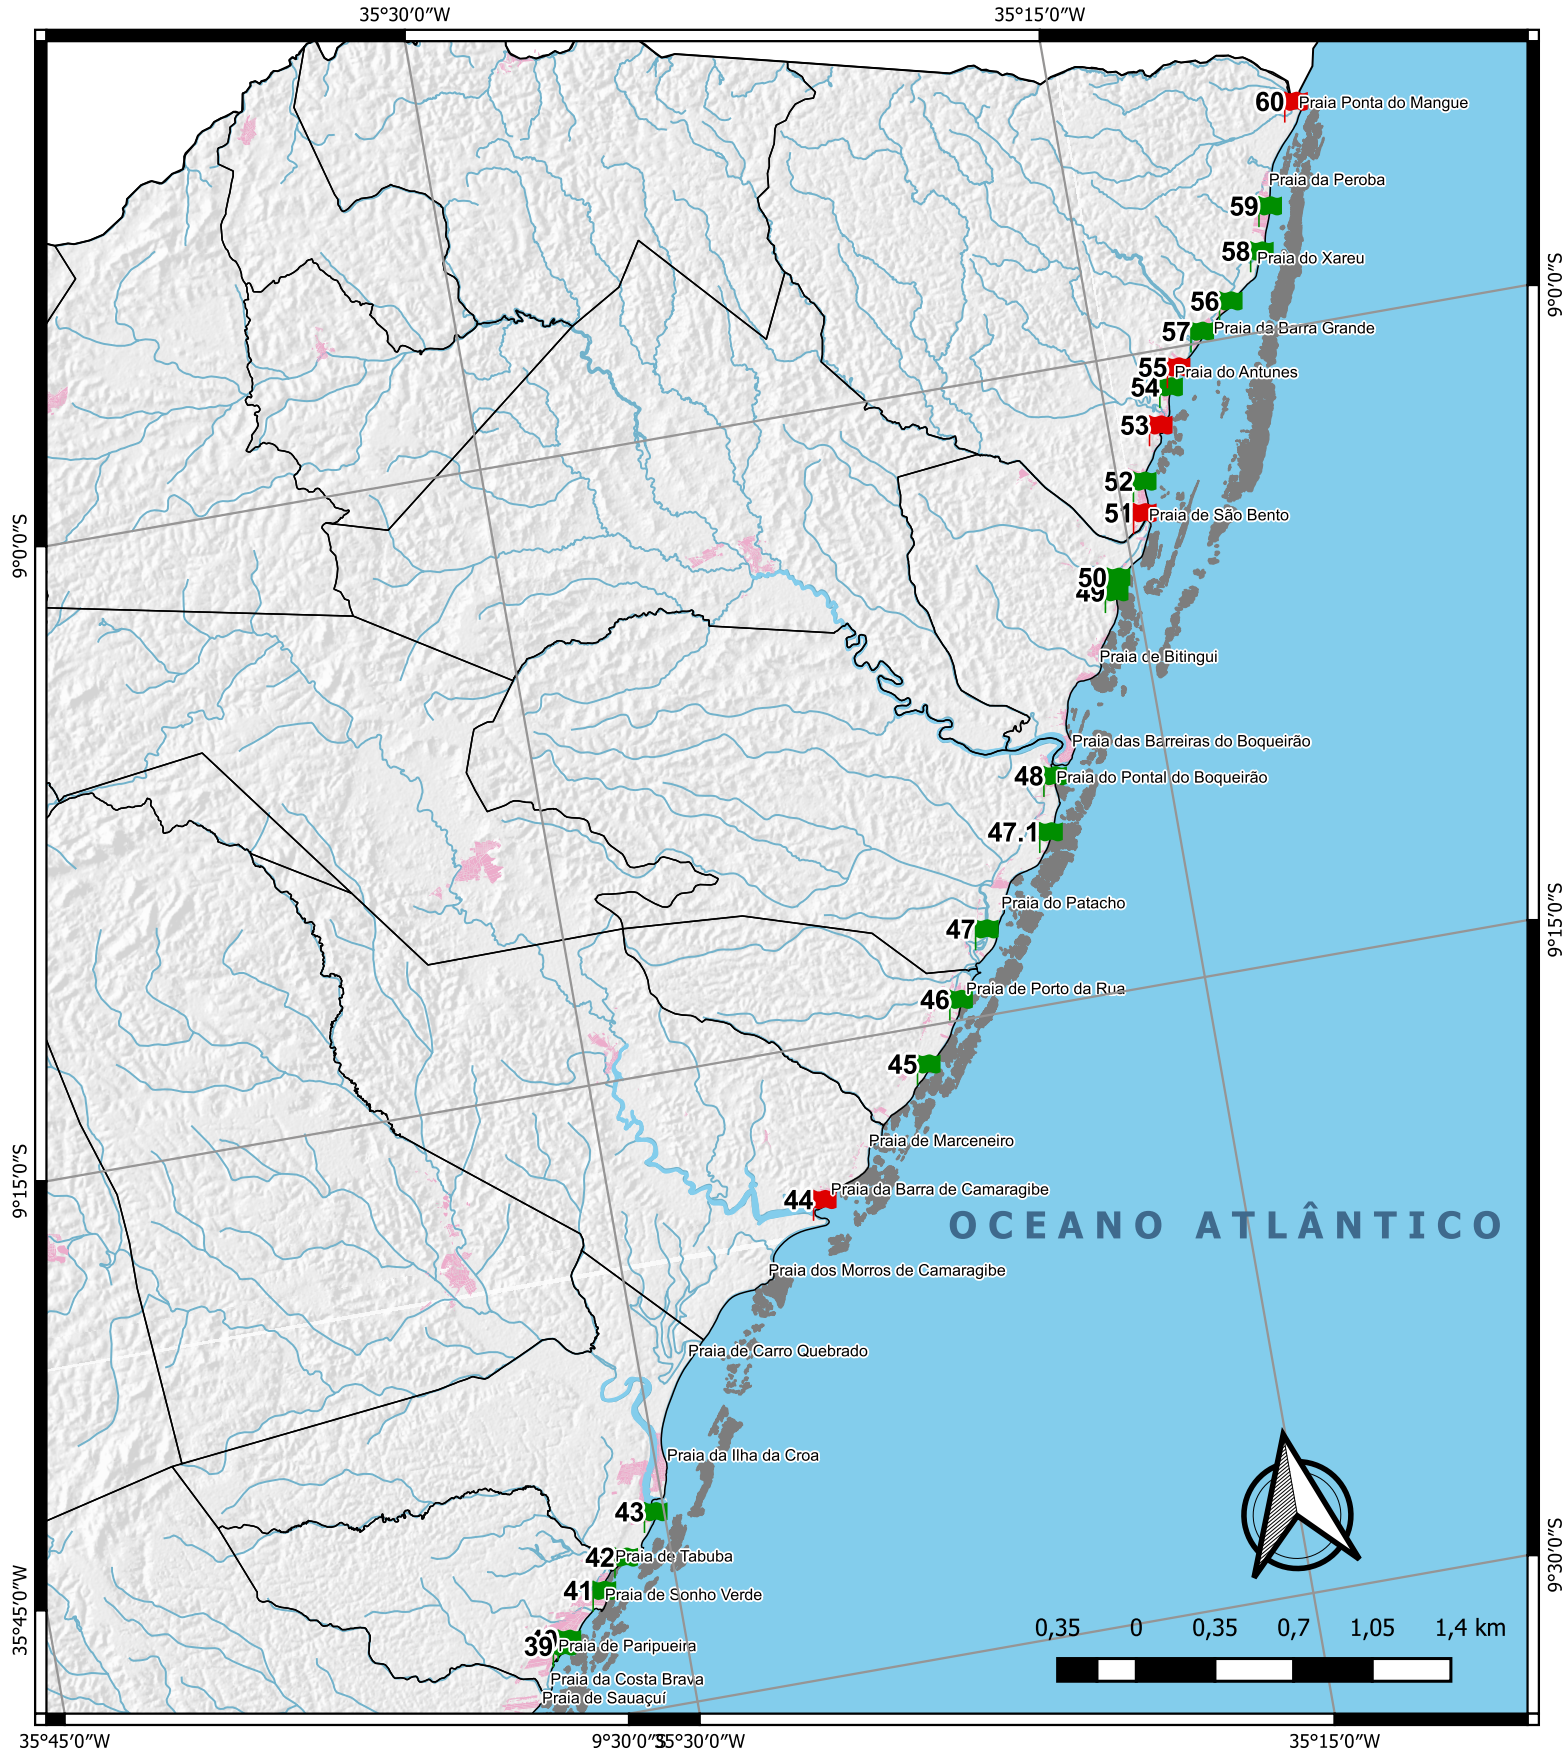 35°30'0"W
35°15'0"W
60
Praia Ponta do Mangue
Praia da Peroba
59
58
Praia do Xareu
9°0'0"S
56
57
Praia da Barra Grande
55
Praia do Antunes
54
53
52
51
Praia de São Bento
9°0'0"S
50
49
Praia de Bitingui
Praia das Barreiras do Boqueirão
48
Praia do Pontal do Boqueirão
47.1
Praia do Patacho
9°15'0"S
47
46
Praia de Porto da Rua
45
Praia de Marceneiro
9°15'0"S
44
Praia da Barra de Camaragibe
OCEANO ATLÂNTICO
Praia dos Morros de Camaragibe
Praia de Carro Quebrado
Praia da Ilha da Croa
43
42
Praia de Tabuba
9°30'0"S
41
Praia de Sonho Verde
35°45'0"W
0,35 0 0,35 0,7 1,05 1,4 km
40
39
Praia de Paripueira
Praia da Costa Brava
Praia de Sauaçuí
35°45'0"W
9°30'0"S
35°30'0"W
35°15'0"W